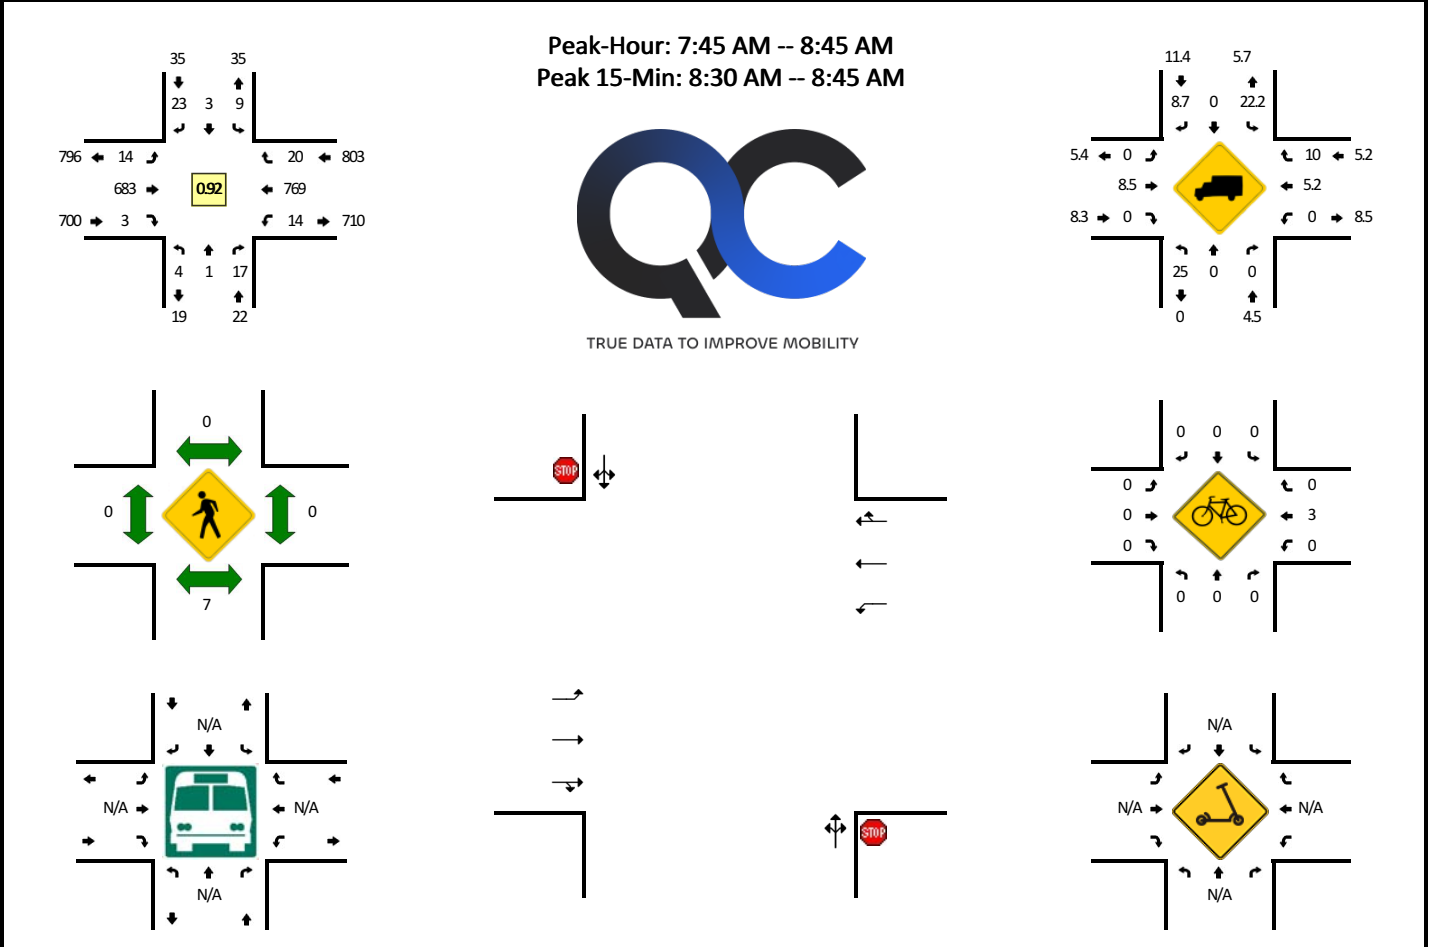 Peak-Hour: 7:45 AM -- 8:45 AM
Peak 15-Min: 8:30 AM -- 8:45 AM
35 35
23 3 9
796 14 20 803
683 0.92 769
700 3 14 710
4 1 17
19 22
QC
TRUE DATA TO IMPROVE MOBILITY
11.4 5.7
8.7 0 22.2
5.4 0 10 5.2
8.5 5.2
8.3 0 0 8.5
25 0 0
0 4.5
0
0 0
7
STOP
STOP
0 0 0
0 0
0 3
0 0
0 0 0
N/A
N/A N/A
N/A
N/A
N/A N/A
N/A